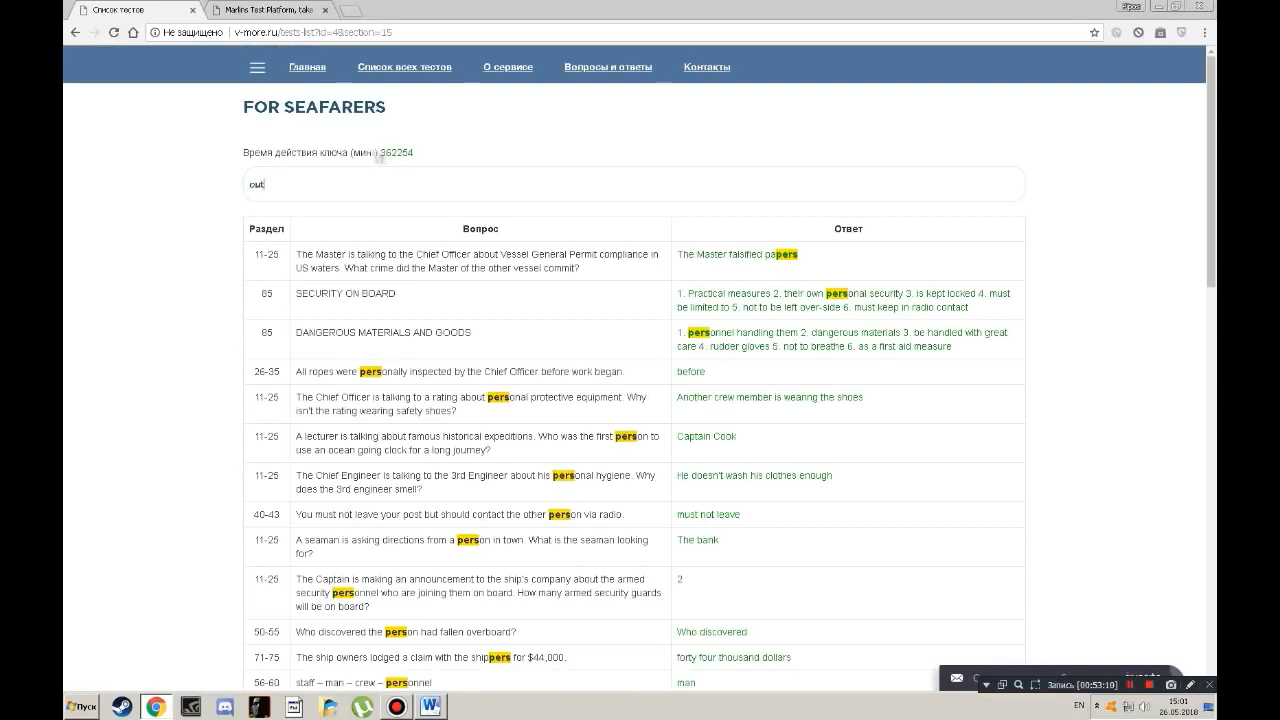 Список тестов
Marlins Test Platform, take
Не защищено
v-more.ru/tests-list?id=4&section=15
Главная
Список всех тестов
О сервисе
Вопросы и ответы
Контакты
FOR SEAFARERS
Время действия ключа (мин 362254
out
Раздел
Вопрос
Ответ
11-25
The Master is talking to the Chief Officer about Vessel General Permit compliance in
US waters. What crime did the Master of the other vessel commit?
The Master falsified papers
85
SECURITY ON BOARD
1. Practical measures 2. their own personal security 3. is kept locked 4. must
be limited to 5. not to be left over-side 6. must keep in radio contact
85
DANGEROUS MATERIALS AND GOODS
1. personnel handling them 2. dangerous materials 3. be handled with great
care 4. rudder gloves 5. not to breathe 6. as a first aid measure
26-35
All ropes were personally inspected by the Chief Officer before work began.
before
11-25
The Chief Officer is talking to a rating about personal protective equipment. Why
isn't the rating wearing safety shoes?
Another crew member is wearing the shoes
11-25
A lecturer is talking about famous historical expeditions. Who was the first person to
use an ocean going clock for a long journey?
Captain Cook
11-25
The Chief Engineer is talking to the 3rd Engineer about his personal hygiene. Why
does the 3rd engineer smell?
He doesn't wash his clothes enough
40-43
You must not leave your post but should contact the other person via radio.
must not leave
11-25
A seaman is asking directions from a person in town. What is the seaman looking
for?
The bank
11-25
The Captain is making an announcement to the ship's company about the armed
security personnel who are joining them on board. How many armed security guards
will be on board?
2
50-55
Who discovered the person had fallen overboard?
Who discovered
71-75
The ship owners lodged a claim with the shippers for $44,000.
forty four thousand dollars
56-60
staff – man – crew – personnel
man
Запись [00:53:10]
Пуск
EN
15:01
26.05.2018